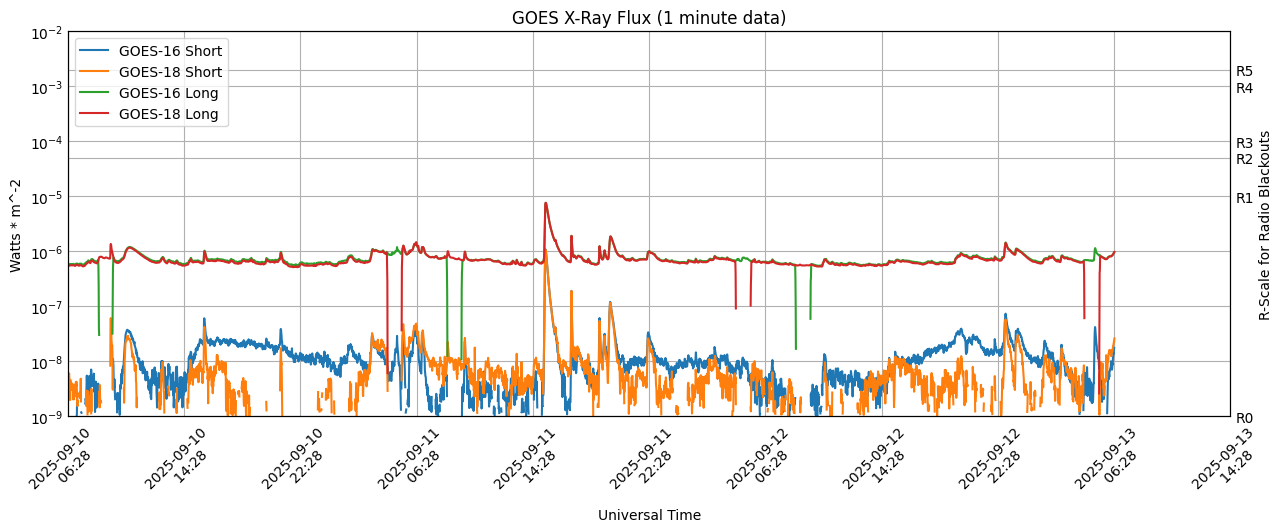 GOES X-Ray Flux (1 minute data)
GOES-16 Short
GOES-18 Short
GOES-16 Long
GOES-18 Long
Watts * m^-2
10⁻²
10⁻³
10⁻⁴
10⁻⁵
10⁻⁶
10⁻⁷
10⁻⁸
10⁻⁹
R5
R4
R3
R2
R1
R0
R-Scale for Radio Blackouts
2025-09-10
06:28
2025-09-10
14:28
2025-09-10
22:28
2025-09-11
06:28
2025-09-11
14:28
2025-09-11
22:28
2025-09-12
06:28
2025-09-12
14:28
2025-09-12
22:28
2025-09-13
06:28
2025-09-13
14:28
Universal Time